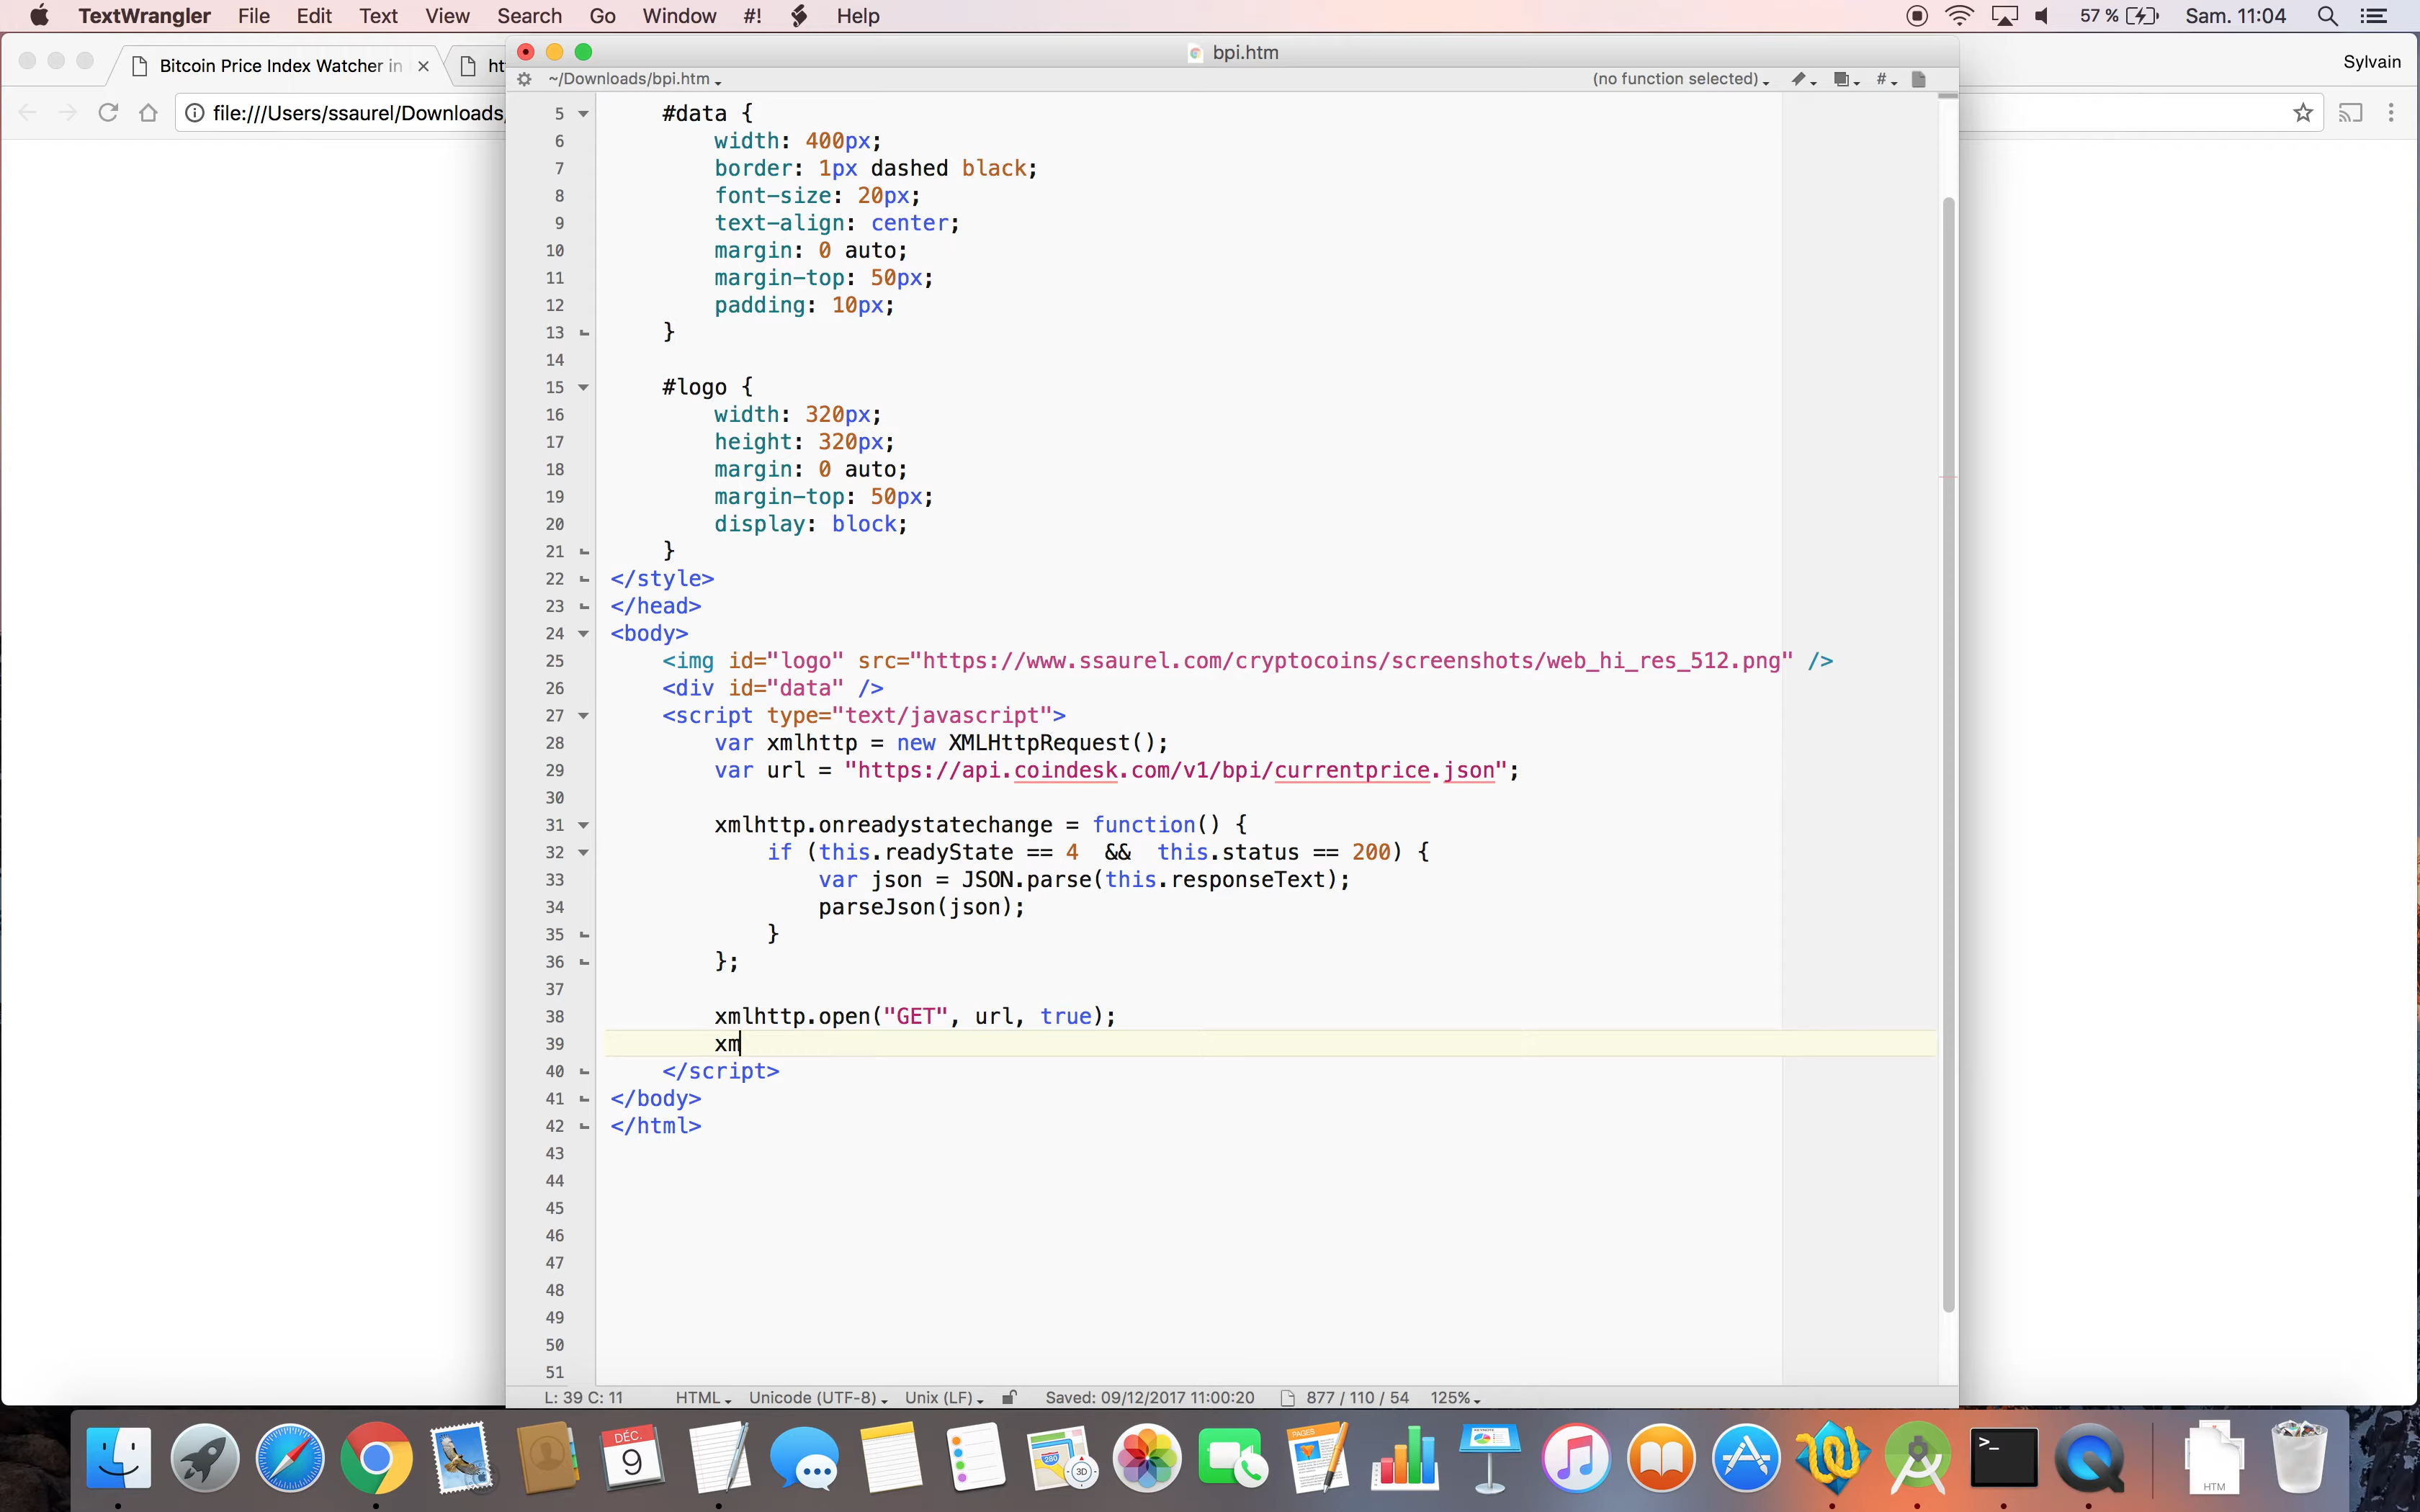 TextWrangler File Edit Text View Search Go Window #! Help 57 % Sam. 11:04
Bitcoin Price Index Watcher in
ht
bpi.htm
Sylvain
~/Downloads/bpi.htm
(no function selected)
#
file:///Users/ssaurel/Downloads/
5 #data {
6 width: 400px;
7 border: 1px dashed black;
8 font-size: 20px;
9 text-align: center;
10 margin: 0 auto;
11 margin-top: 50px;
12 padding: 10px;
13 }
14
15 #logo {
16 width: 320px;
17 height: 320px;
18 margin: 0 auto;
19 margin-top: 50px;
20 display: block;
21 }
22 </style>
23 </head>
24 <body>
25 <img id="logo" src="https://www.ssaurel.com/cryptocoins/screenshots/web_hi_res_512.png" />
26 <div id="data" />
27 <script type="text/javascript">
28 var xmlhttp = new XMLHttpRequest();
29 var url = "https://api.coindesk.com/v1/bpi/currentprice.json";
30
31 xmlhttp.onreadystatechange = function() {
32 if (this.readyState == 4 && this.status == 200) {
33 var json = JSON.parse(this.responseText);
34 parseJson(json);
35 }
36 };
37
38 xmlhttp.open("GET", url, true);
39 xm
40 </script>
41 </body>
42 </html>
43
44
45
46
47
48
49
50
51
L: 39 C: 11 HTML Unicode (UTF-8) Unix (LF) Saved: 09/12/2017 11:00:20 877 / 110 / 54 125%
DÉC.
9
280
3D
PAGES
>_
HTM